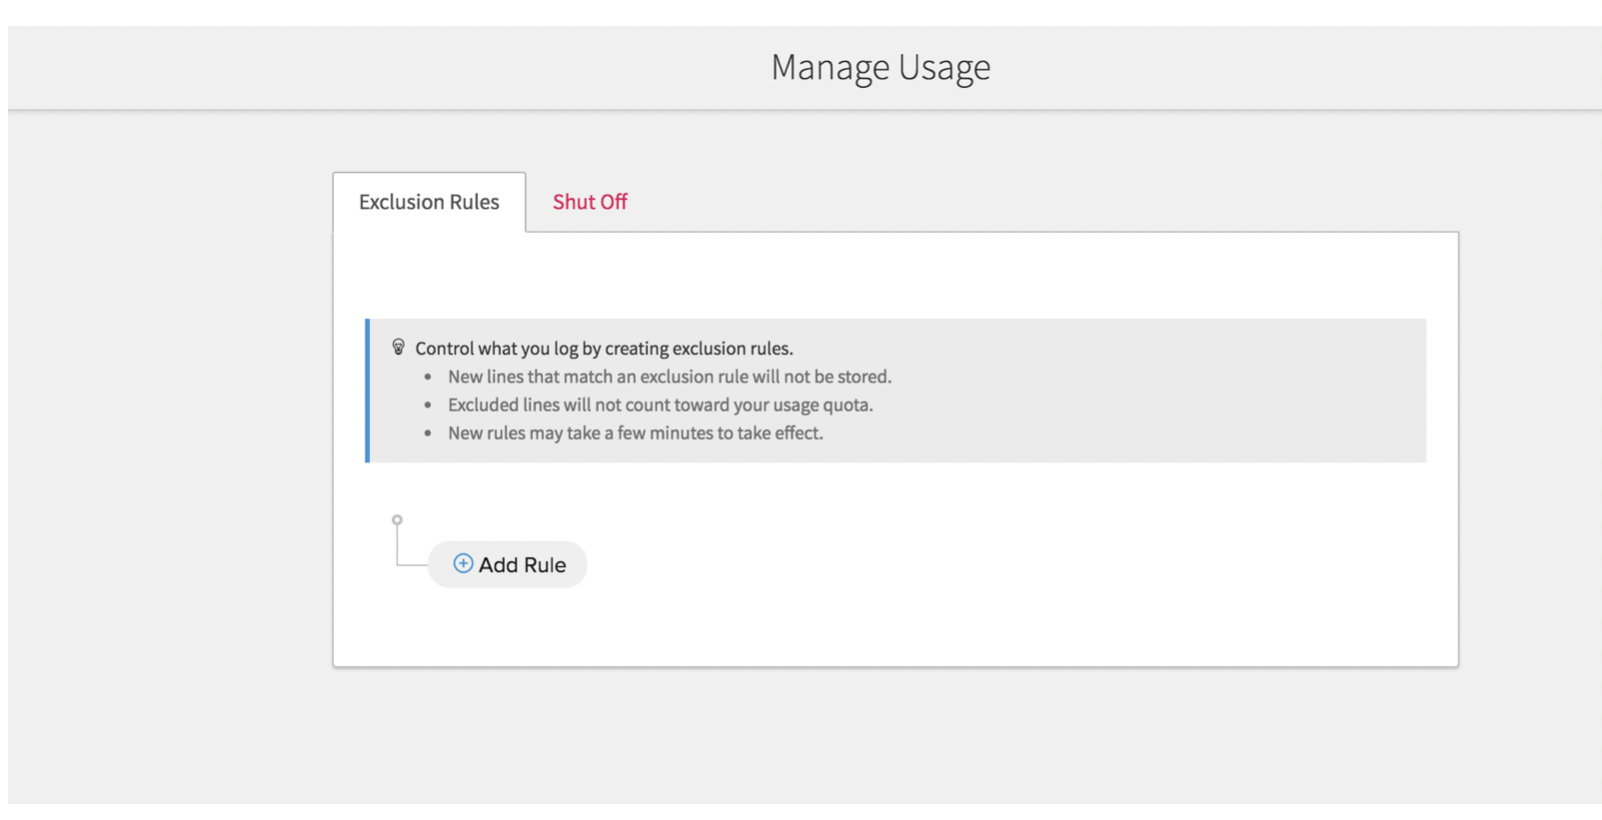 Manage Usage
Exclusion Rules
Shut Off
Control what you log by creating exclusion rules.
• New lines that match an exclusion rule will not be stored.
• Excluded lines will not count toward your usage quota.
• New rules may take a few minutes to take effect.
Add Rule